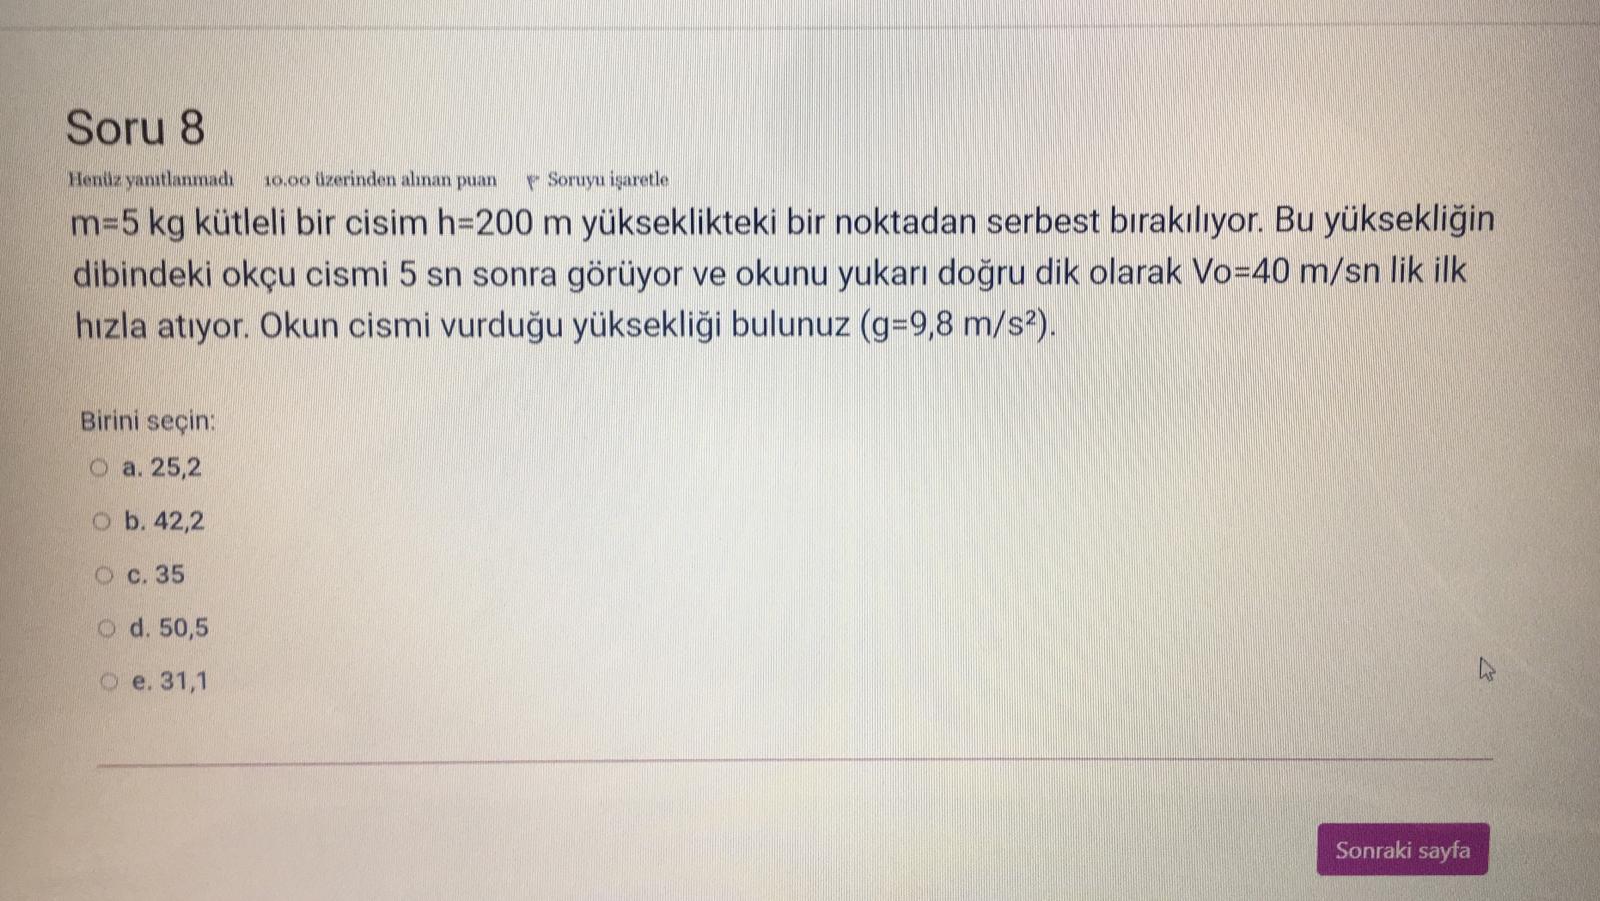 Soru 8
Henüz yanıtlanmadı 10.00 üzerinden alınan puan Soruyu işaretle
m=5 kg kütleli bir cisim h=200 m yükseklikteki bir noktadan serbest bırakılıyor. Bu yüksekliğin
dibindeki okçu cismi 5 sn sonra görüyor ve okunu yukarı doğru dik olarak Vo=40 m/sn lik ilk
hızla atıyor. Okun cismi vurduğu yüksekliği bulunuz (g=9,8 m/s²).
Birini seçin:
a. 25,2
b. 42,2
c. 35
d. 50,5
e. 31,1
Sonraki sayfa